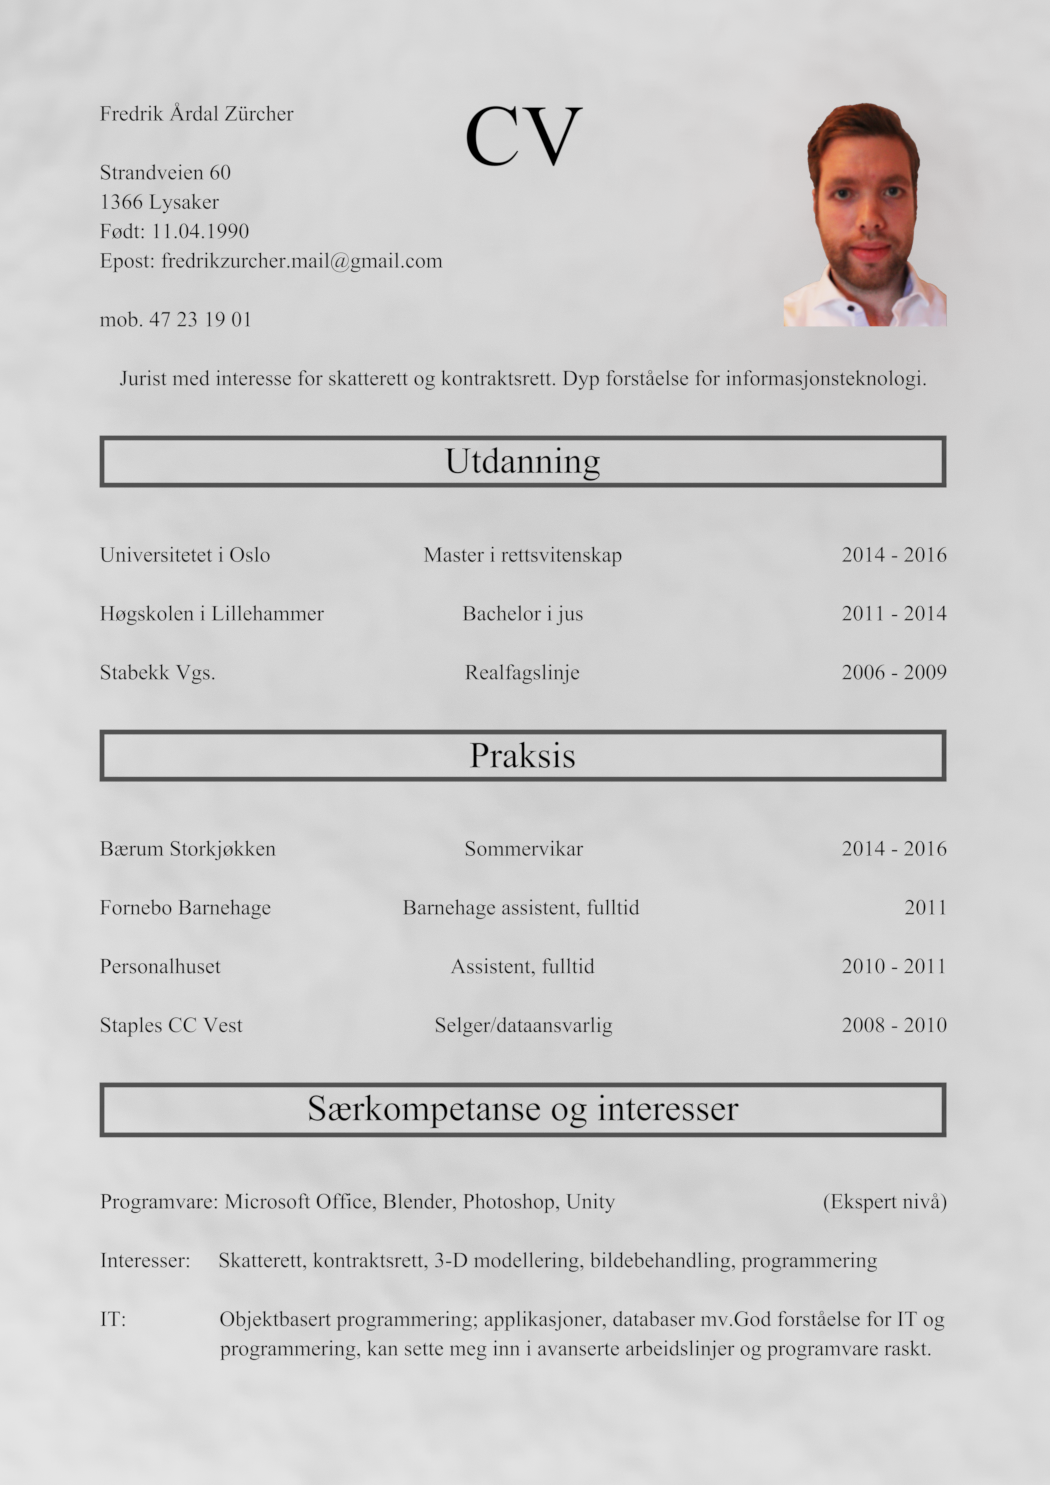 Fredrik Årdal Zürcher
CV
Strandveien 60
1366 Lysaker
Født: 11.04.1990
Epost: fredrikzurcher.mail@gmail.com
mob. 47 23 19 01
Jurist med interesse for skatterett og kontraktsrett. Dyp forståelse for informasjonsteknologi.
Utdanning
Universitetet i Oslo Master i rettsvitenskap 2014 - 2016
Høgskolen i Lillehammer Bachelor i jus 2011 - 2014
Stabekk Vgs. Realfagslinje 2006 - 2009
Praksis
Bærum Storkjøkken Sommervikar 2014 - 2016
Fornebo Barnehage Barnehage assistent, fulltid 2011
Personalhuset Assistent, fulltid 2010 - 2011
Staples CC Vest Selger/dataansvarlig 2008 - 2010
Særkompetanse og interesser
Programvare: Microsoft Office, Blender, Photoshop, Unity (Ekspert nivå)
Interesser: Skatterett, kontraktsrett, 3-D modellering, bildebehandling, programmering
IT: Objektbasert programmering; applikasjoner, databaser mv.God forståelse for IT og
programmering, kan sette meg inn i avanserte arbeidslinjer og programvare raskt.